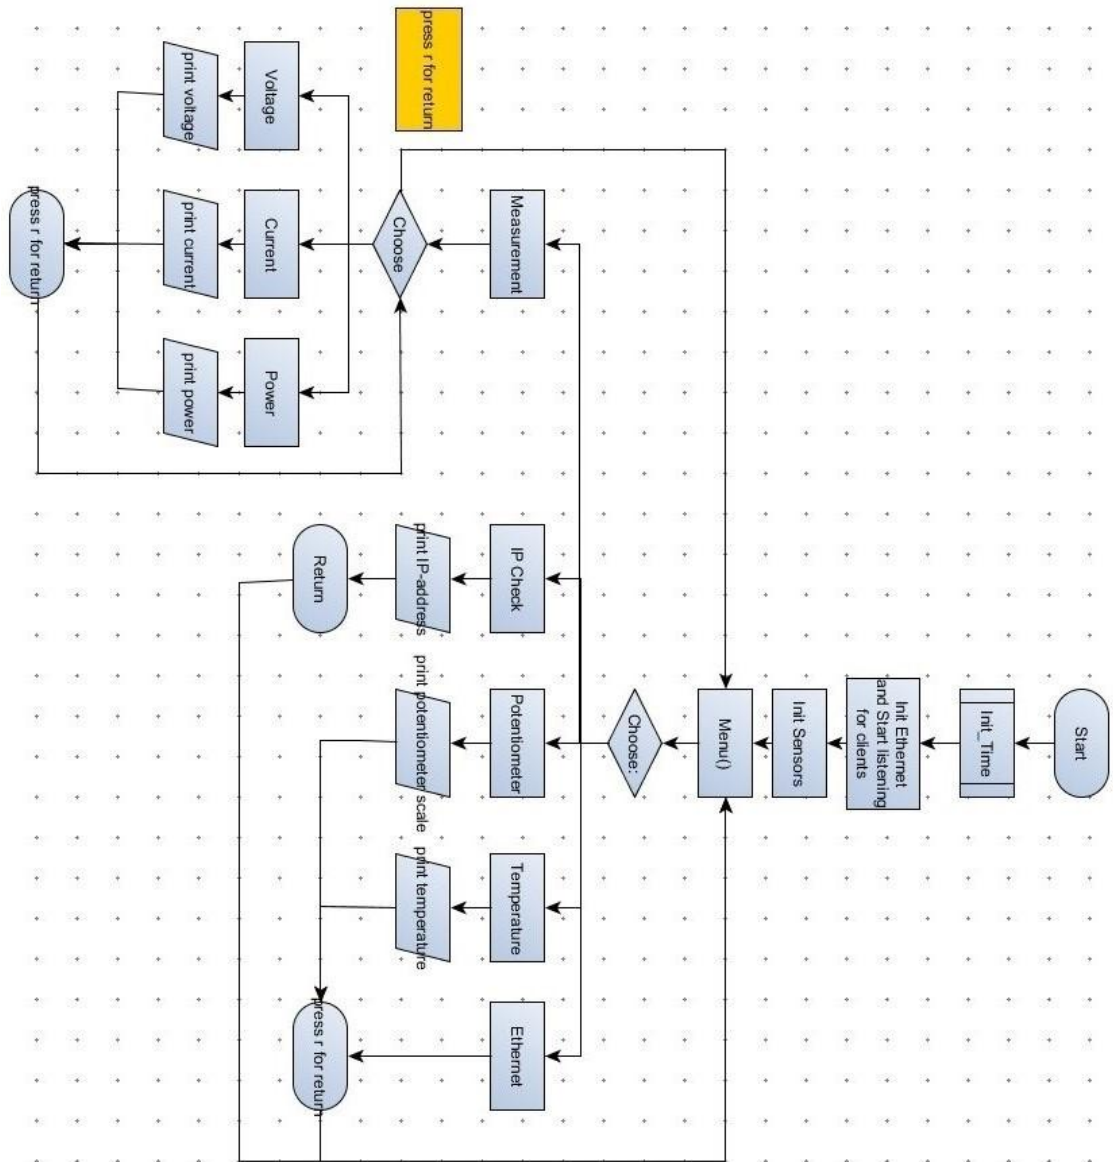 Start
Init_Time
Init Ethernet
and Start listening
for clients
Init Sensors
Menu()
Choose:
Measurement
IP Check
Potentiometer
Temperature
Ethernet
press r for return
Choose
print IP-address
print potentiometer scale
print temperature
Return
press r for return
Voltage
Current
Power
print voltage
print current
print power
press r for return